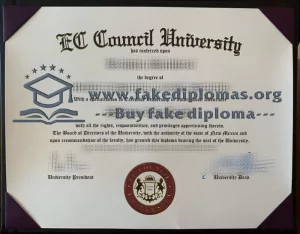 EC Council University
has conferred upon
the degree of
www.fakediplomas.org
With a
---Buy fake diploma---
with all the rights, responsibilities, and privileges appertaining thereto.
The Board of Directors of the University, with the authority of the state of New Mexico and
upon recommendation of the faculty, has granted this diploma bearing the seal of the University.
University President
University Dean